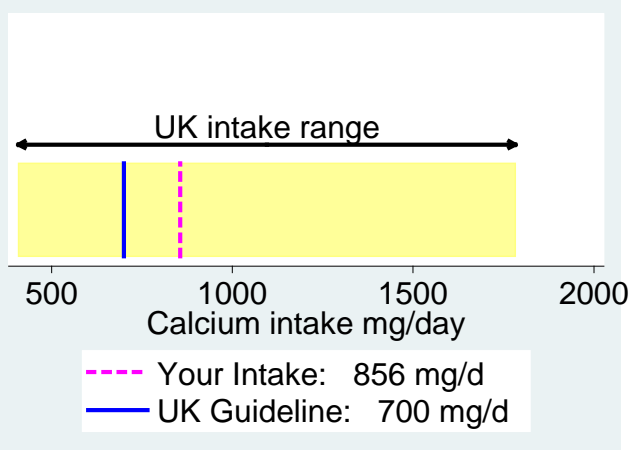 UK intake range
500 1000 1500 2000
Calcium intake mg/day
Your Intake: 856 mg/d
UK Guideline: 700 mg/d